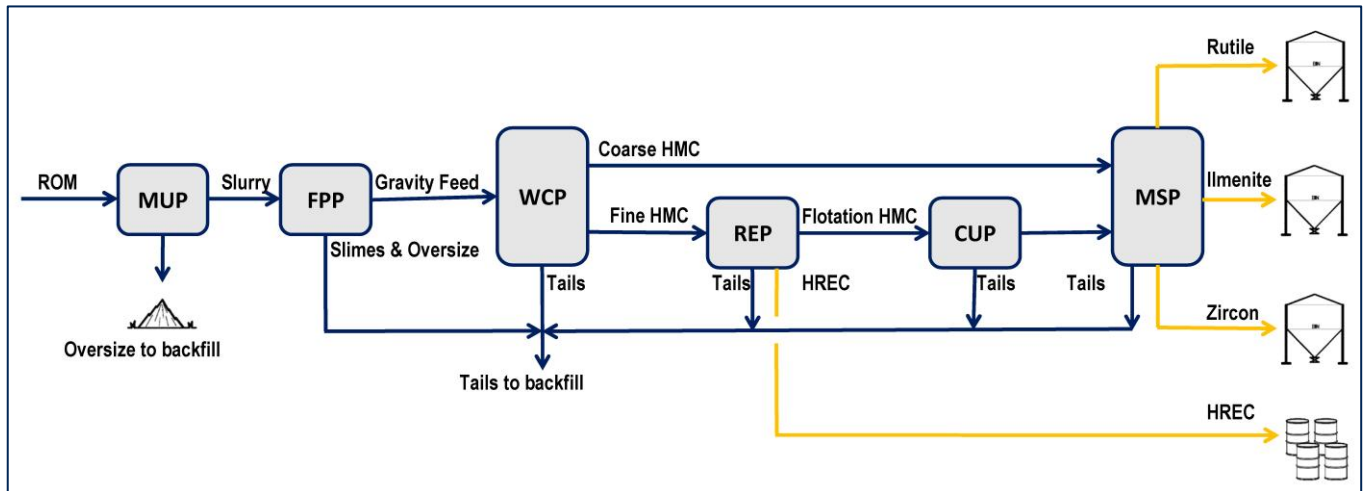 Rutile
ROM
MUP
Slurry
FPP
Gravity Feed
WCP
Coarse HMC
MSP
Ilmenite
Fine HMC
REP
Flotation HMC
CUP
Slimes & Oversize
Tails
Tails
HREC
Tails
Tails
Zircon
Oversize to backfill
Tails to backfill
HREC